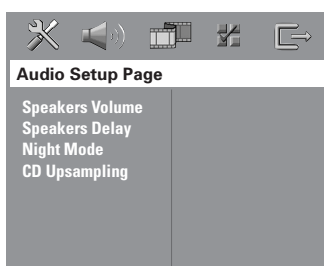 Audio Setup Page
Speakers Volume
Speakers Delay
Night Mode
CD Upsampling